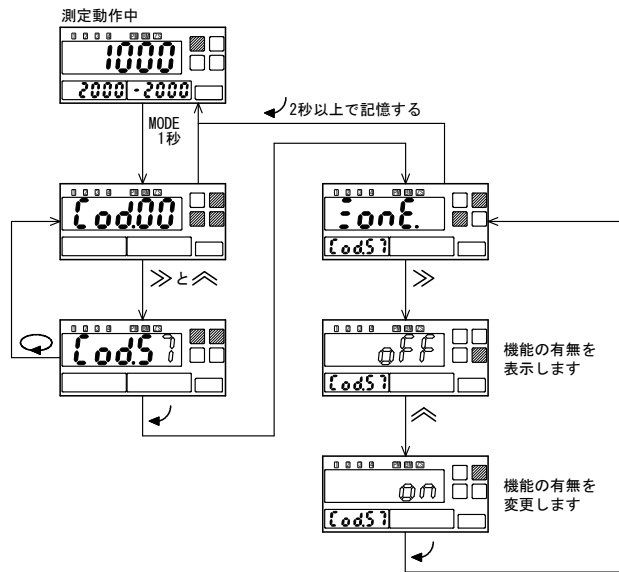 測定動作中
1000
2000 -2000
MODE
1秒
2秒以上で記憶する
Cod.00
と
Cod.57
ZonE.
Cod.57
oFF
Cod.57
機能の有無を
表示します
on
Cod.57
機能の有無を
変更します